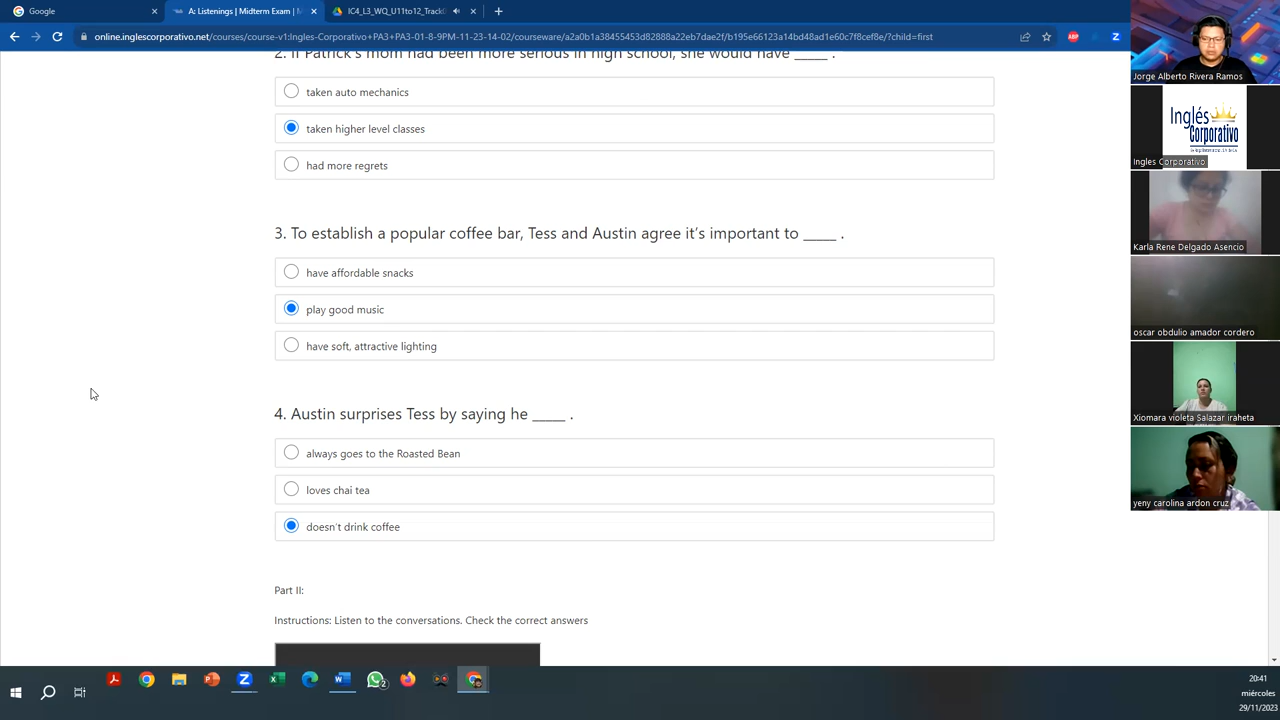 Google
A: Listenings | Midterm Exam | M
IC4_L3_WQ_U11to12_Track0
online.inglescorporativo.net/courses/course-v1:Ingles-Corporativo+PA3+PA3-01-8-9PM-11-23-14-02/courseware/a2a0b1a38455453d82888a22eb7dae2f/b195e66123a14bd48ad1e60c7f8cef8e/?child=first
2. If Patrick's mom had been more serious in high school, she would have _____ .
taken auto mechanics
taken higher level classes
had more regrets
3. To establish a popular coffee bar, Tess and Austin agree it's important to _____ .
have affordable snacks
play good music
have soft, attractive lighting
4. Austin surprises Tess by saying he _____ .
always goes to the Roasted Bean
loves chai tea
doesn't drink coffee
Part II:
Instructions: Listen to the conversations. Check the correct answers
Jorge Alberto Rivera Ramos
Inglés
Corporativo
Ingles Corporativo
Karla Rene Delgado Asencio
oscar obdulio amador cordero
Xiomara violeta Salazar iraheta
yeny carolina ardon cruz
20:41
miércoles
29/11/2023